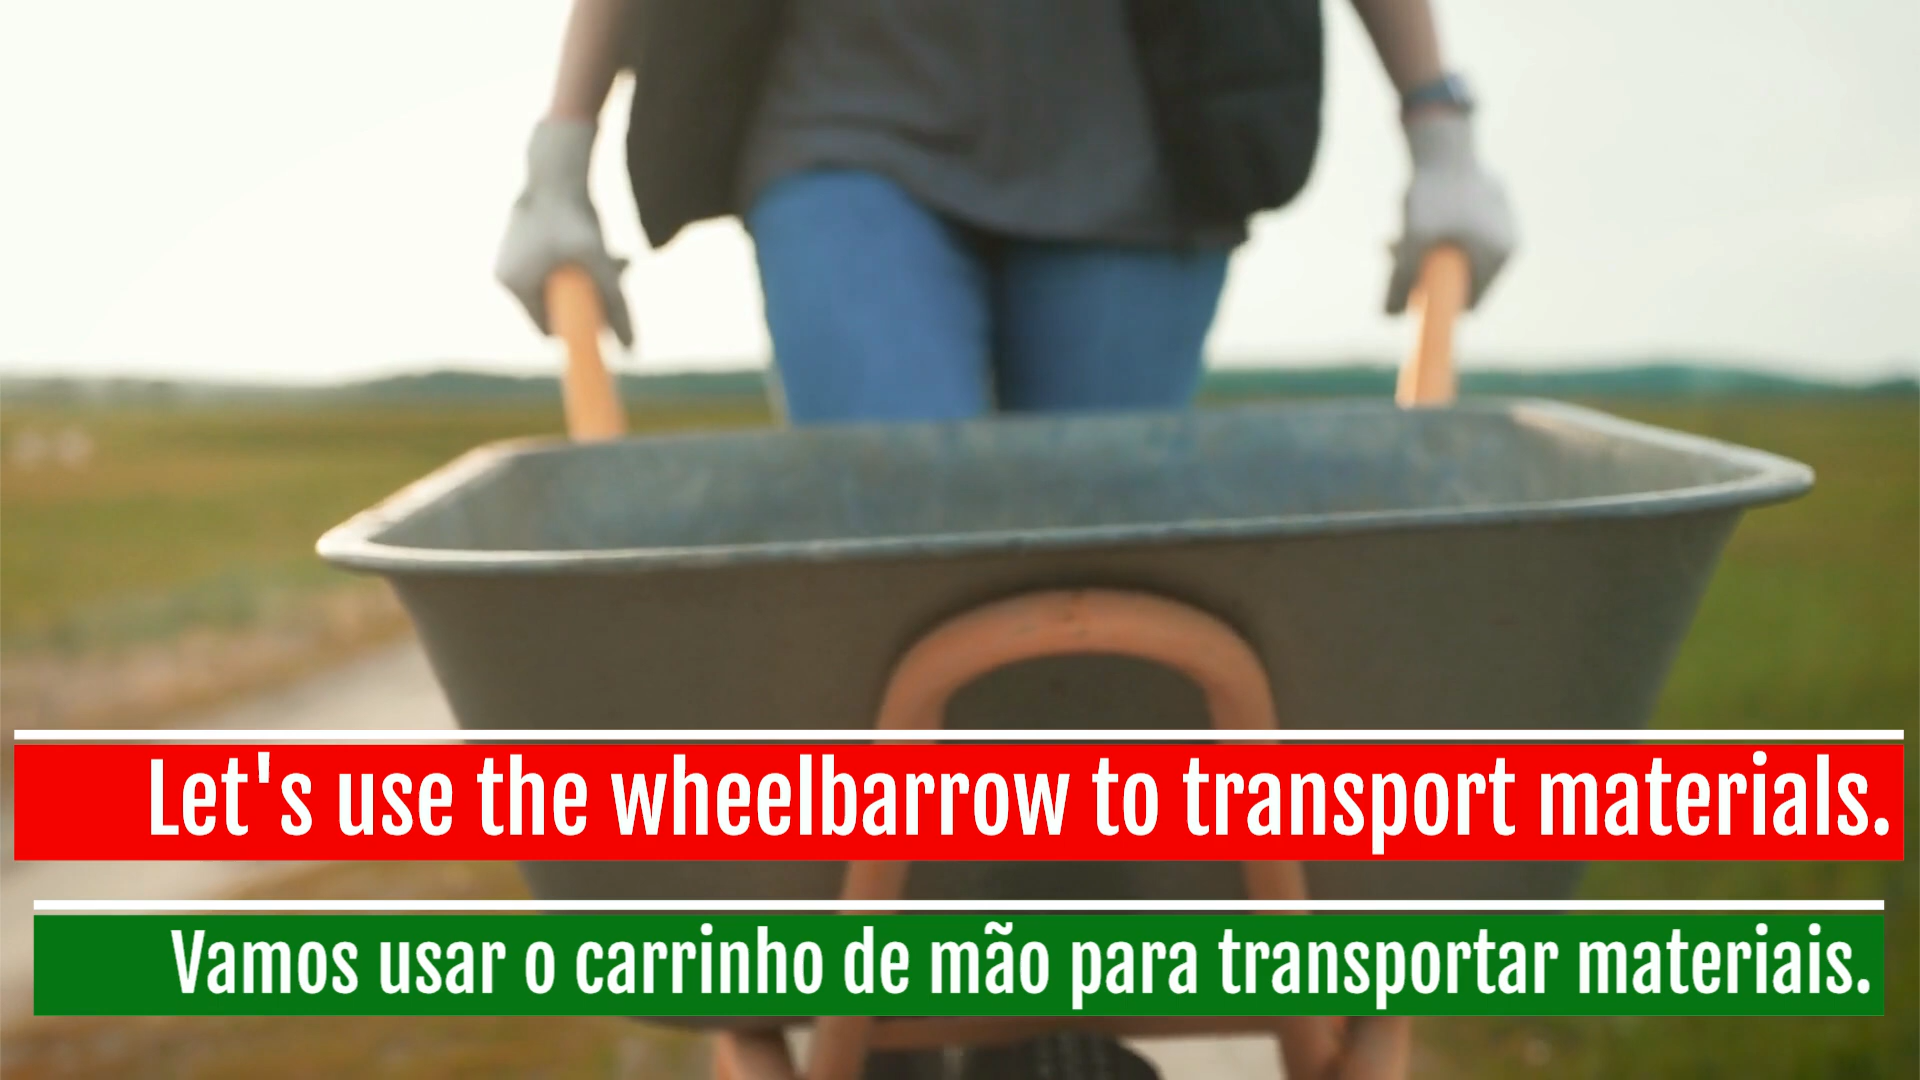 Let's use the wheelbarrow to transport materials.
Vamos usar o carrinho de mão para transportar materiais.